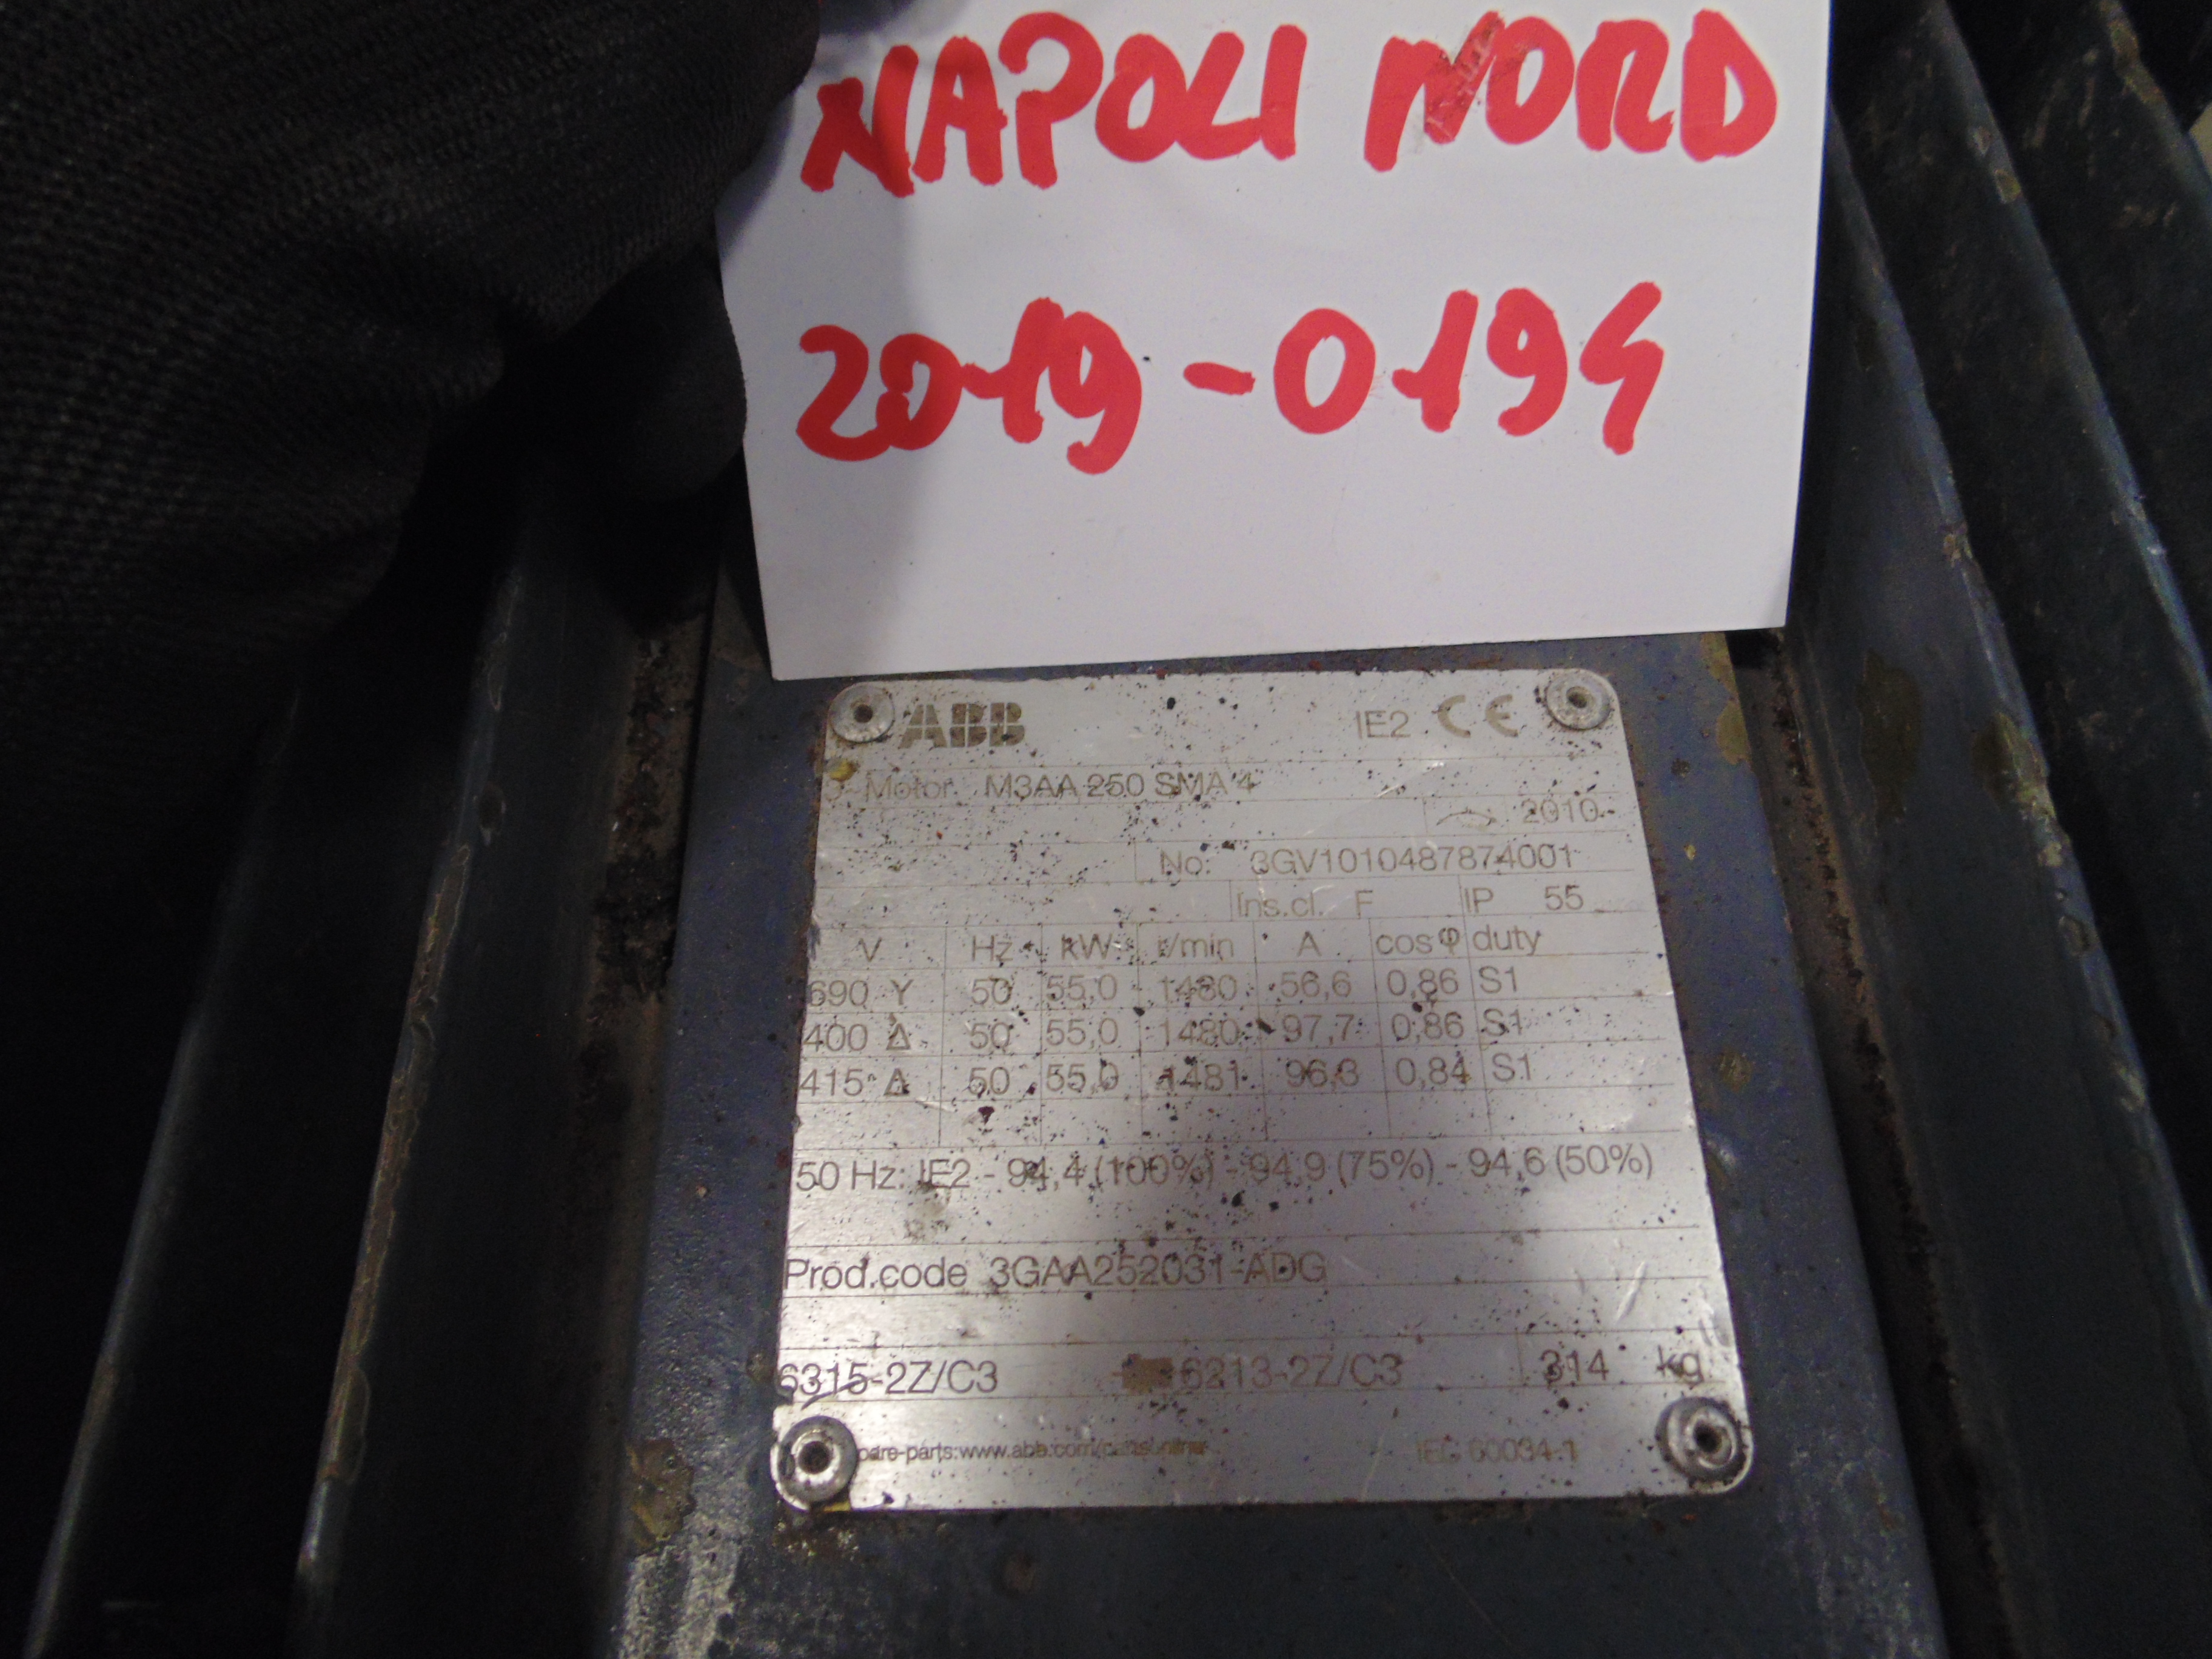 NAPOLI NORD
2019-0194
ABB IE2 CE
3~ Motor M3AA 250 SMA 4
2010
No. 3GV1010487874001
Ins.cl. F IP 55
V Hz kW r/min A cosφ duty
690 Y 50 55,0 1480 56,6 0,86 S1
400 Δ 50 55,0 1480 97,7 0,86 S1
415 Δ 50 55,0 1481 96,3 0,84 S1
50 Hz: IE2 - 94,4 (100%) - 94,9 (75%) - 94,6 (50%)
Prod.code 3GAA252031-ADG
6315-2Z/C3 6213-2Z/C3 314 kg
IEC 60034-1